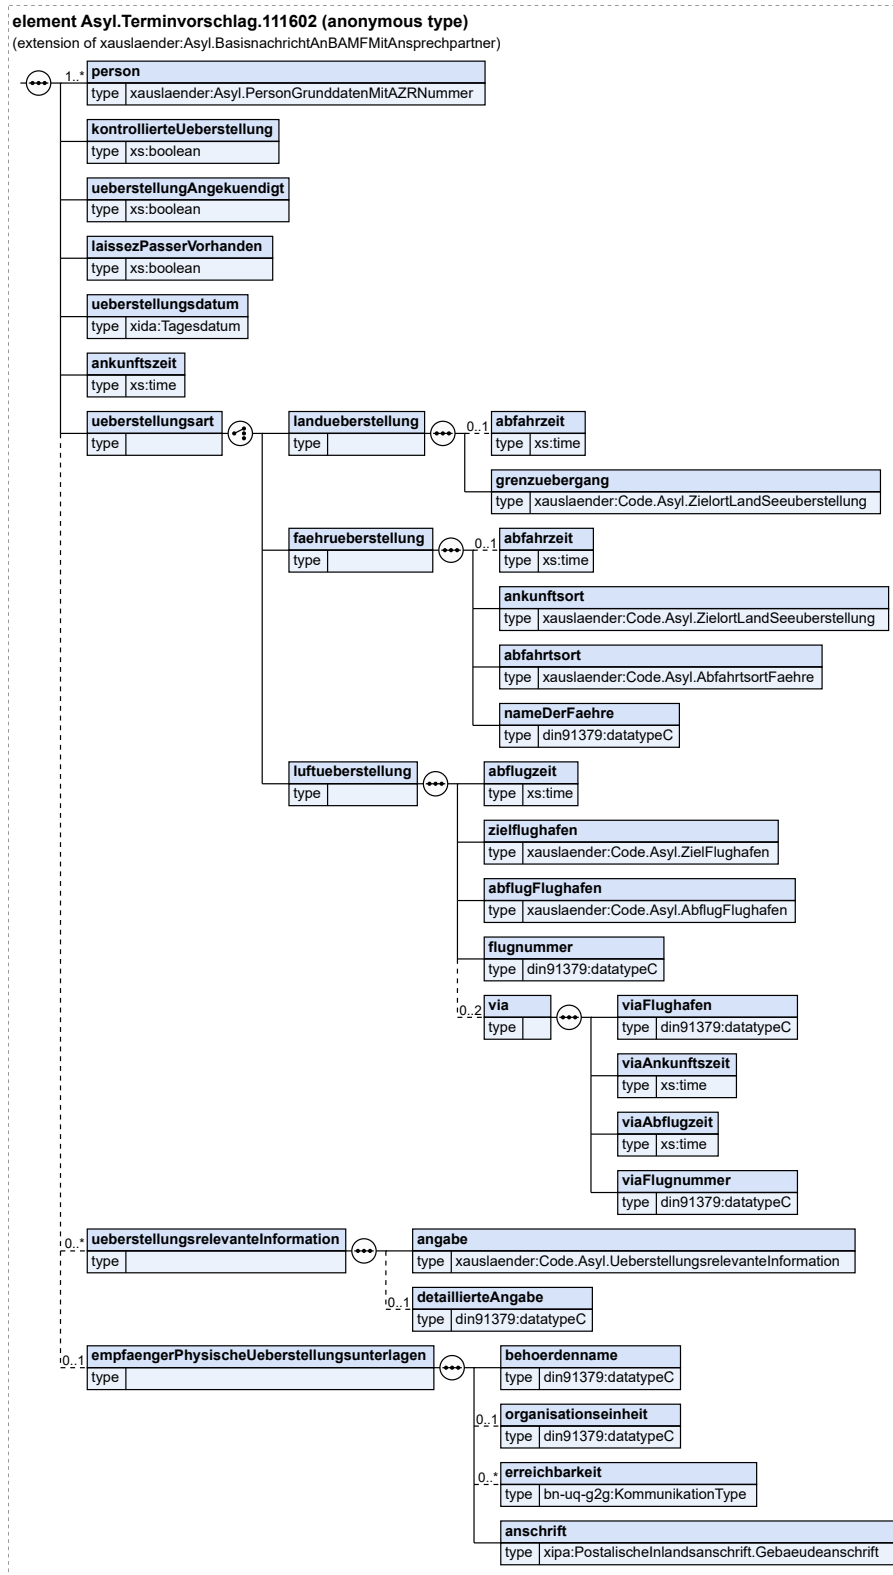 element Asyl.Terminvorschlag.111602 (anonymous type)
(extension of xauslaender:Asyl.BasisnachrichtAnBAMFMitAnsprechpartner)
1..* person
type xauslaender:Asyl.PersonGrunddatenMitAZRNummer
kontrollierteUeberstellung
type xs:boolean
ueberstellungAngekuendigt
type xs:boolean
laissezPasserVorhanden
type xs:boolean
ueberstellungsdatum
type xida:Tagesdatum
ankunftszeit
type xs:time
ueberstellungsart
type
landueberstellung
type
0..1 abfahrzeit
type xs:time
grenzuebergang
type xauslaender:Code.Asyl.ZielortLandSeeuberstellung
faehrueberstellung
type
0..1 abfahrzeit
type xs:time
ankunftsort
type xauslaender:Code.Asyl.ZielortLandSeeuberstellung
abfahrtsort
type xauslaender:Code.Asyl.AbfahrtsortFaehre
nameDerFaehre
type din91379:datatypeC
luftueberstellung
type
abflugzeit
type xs:time
zielflughafen
type xauslaender:Code.Asyl.ZielFlughafen
abflugFlughafen
type xauslaender:Code.Asyl.AbflugFlughafen
flugnummer
type din91379:datatypeC
0..2 via
type
viaFlughafen
type din91379:datatypeC
viaAnkunftszeit
type xs:time
viaAbflugzeit
type xs:time
viaFlugnummer
type din91379:datatypeC
0..* ueberstellungsrelevanteInformation
type
angabe
type xauslaender:Code.Asyl.UeberstellungsrelevanteInformation
0..1 detaillierteAngabe
type din91379:datatypeC
0..1 empfaengerPhysischeUeberstellungsunterlagen
type
behoerdenname
type din91379:datatypeC
0..1 organisationseinheit
type din91379:datatypeC
0..* erreichbarkeit
type bn-uq-g2g:KommunikationType
anschrift
type xipa:PostalischeInlandsanschrift.Gebaeudeanschrift